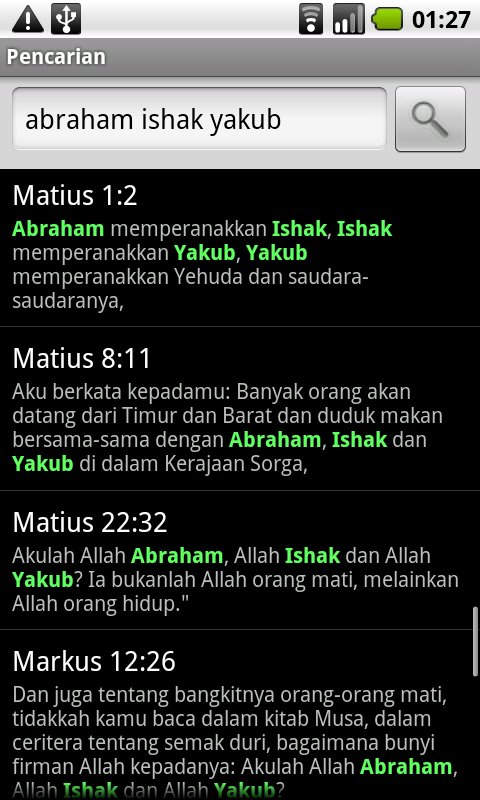 01:27
Pencarian
abraham ishak yakub
Matius 1:2
Abraham memperanakkan Ishak, Ishak
memperanakkan Yakub, Yakub
memperanakkan Yehuda dan saudara-
saudaranya,
Matius 8:11
Aku berkata kepadamu: Banyak orang akan
datang dari Timur dan Barat dan duduk makan
bersama-sama dengan Abraham, Ishak dan
Yakub di dalam Kerajaan Sorga,
Matius 22:32
Akulah Allah Abraham, Allah Ishak dan Allah
Yakub? Ia bukanlah Allah orang mati, melainkan
Allah orang hidup."
Markus 12:26
Dan juga tentang bangkitnya orang-orang mati,
tidakkah kamu baca dalam kitab Musa, dalam
ceritera tentang semak duri, bagaimana bunyi
firman Allah kepadanya: Akulah Allah Abraham,
Allah Ishak dan Allah Yakub?